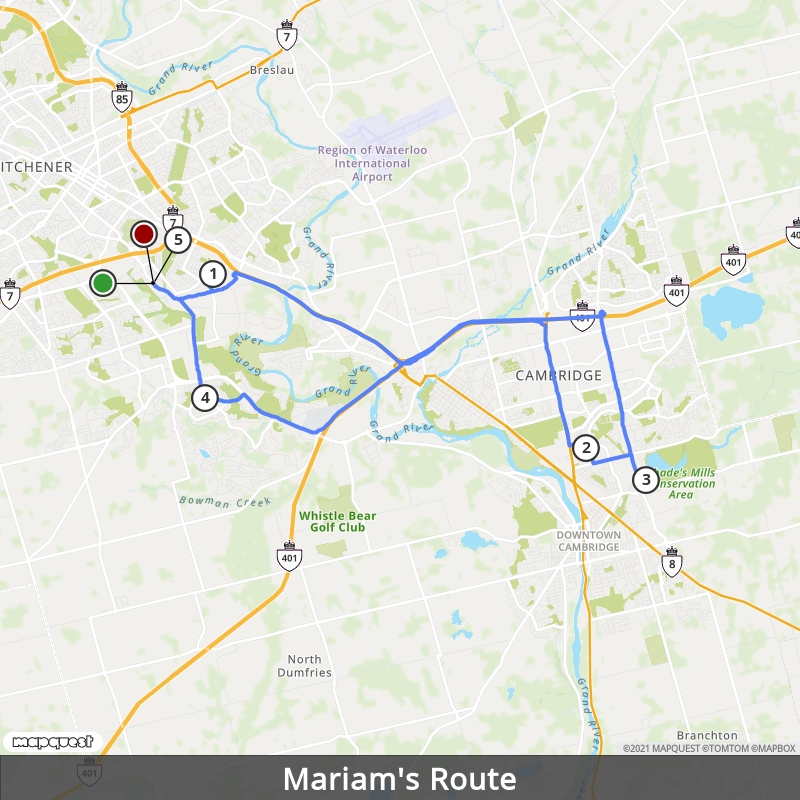 7
Breslau
Grand River
85
ITCHENER
Region of Waterloo
International
Airport
7
5
Grand River
Grand River
401
40
1
401
7
401
River
Grand
CAMBRIDGE
Grand River
4
Grand River
2
3
ade's Mills
onservation
Area
Bowman Creek
Whistle Bear
Golf Club
DOWNTOWN
CAMBRIDGE
401
8
North
Dumfries
Grand River
Branchton
mapquest
©2021 MAPQUEST ©TOMTOM ©MAPBOX
401
Mariam's Route